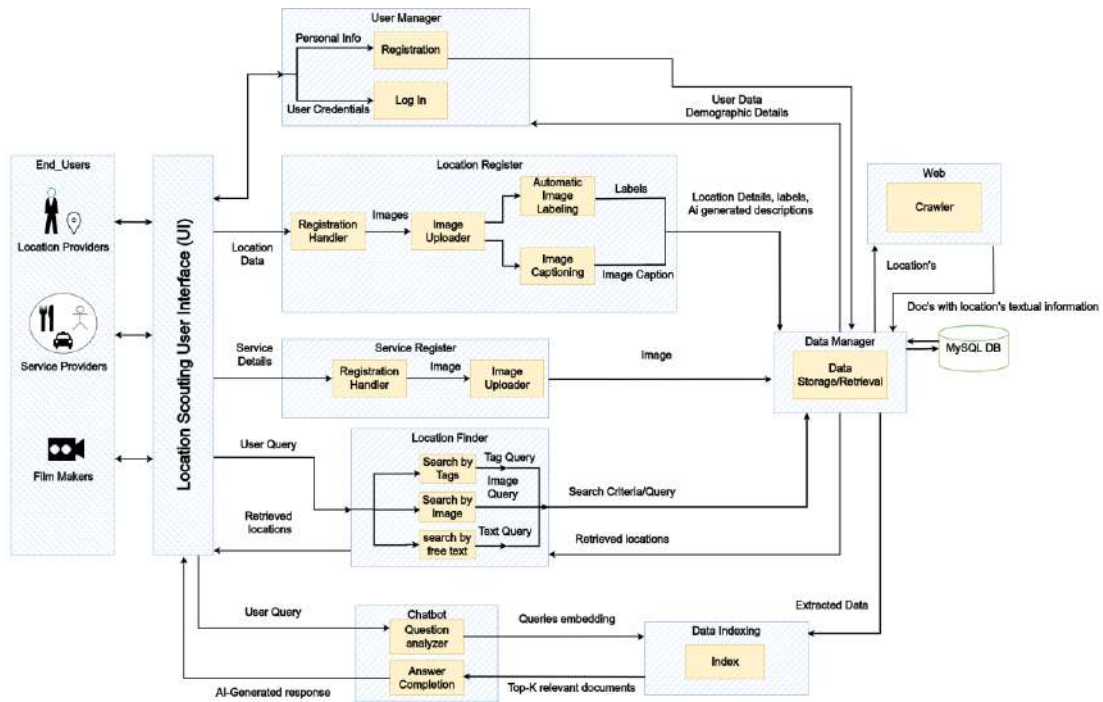 User Manager
Personal Info
Registration
User Credentials
Log In
User Data
Demographic Details
End_Users
Location Providers
Service Providers
Film Makers
Location Scouting User Interface (UI)
Location Register
Location
Data
Registration
Handler
Images
Image
Uploader
Automatic
Image
Labeling
Labels
Image
Captioning
Image Caption
Location Details, labels,
Ai generated descriptions
Web
Crawler
Location's
Doc's with location's textual information
Service
Details
Service Register
Registration
Handler
Image
Image
Uploader
Image
Data Manager
Data
Storage/Retrieval
MySQL DB
User Query
Location Finder
Search by
Tags
Tag Query
Image
Query
Search by
Image
search by
free text
Text Query
Search Criteria/Query
Retrieved
locations
Retrieved locations
Extracted Data
User Query
Chatbot
Question
analyzer
Queries embedding
Data Indexing
Index
Answer
Completion
Top-K relevant documents
AI-Generated response